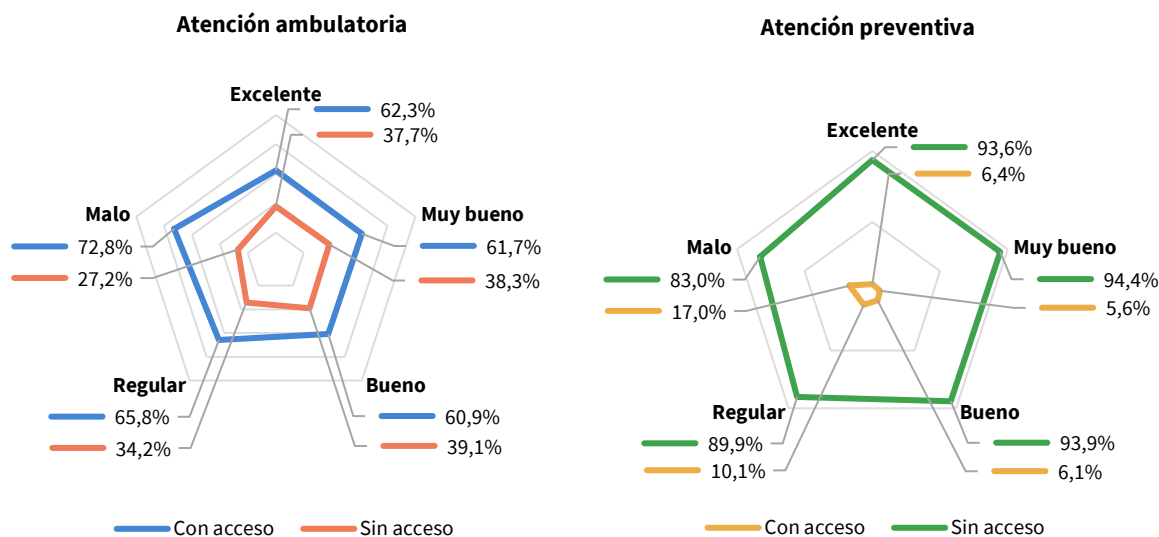 Atención ambulatoria
Excelente
62,3%
37,7%
Muy bueno
61,7%
38,3%
Bueno
60,9%
39,1%
Regular
65,8%
34,2%
Malo
72,8%
27,2%
Con acceso
Sin acceso
Atención preventiva
Excelente
93,6%
6,4%
Muy bueno
94,4%
5,6%
Bueno
93,9%
6,1%
Regular
89,9%
10,1%
Malo
83,0%
17,0%
Con acceso
Sin acceso